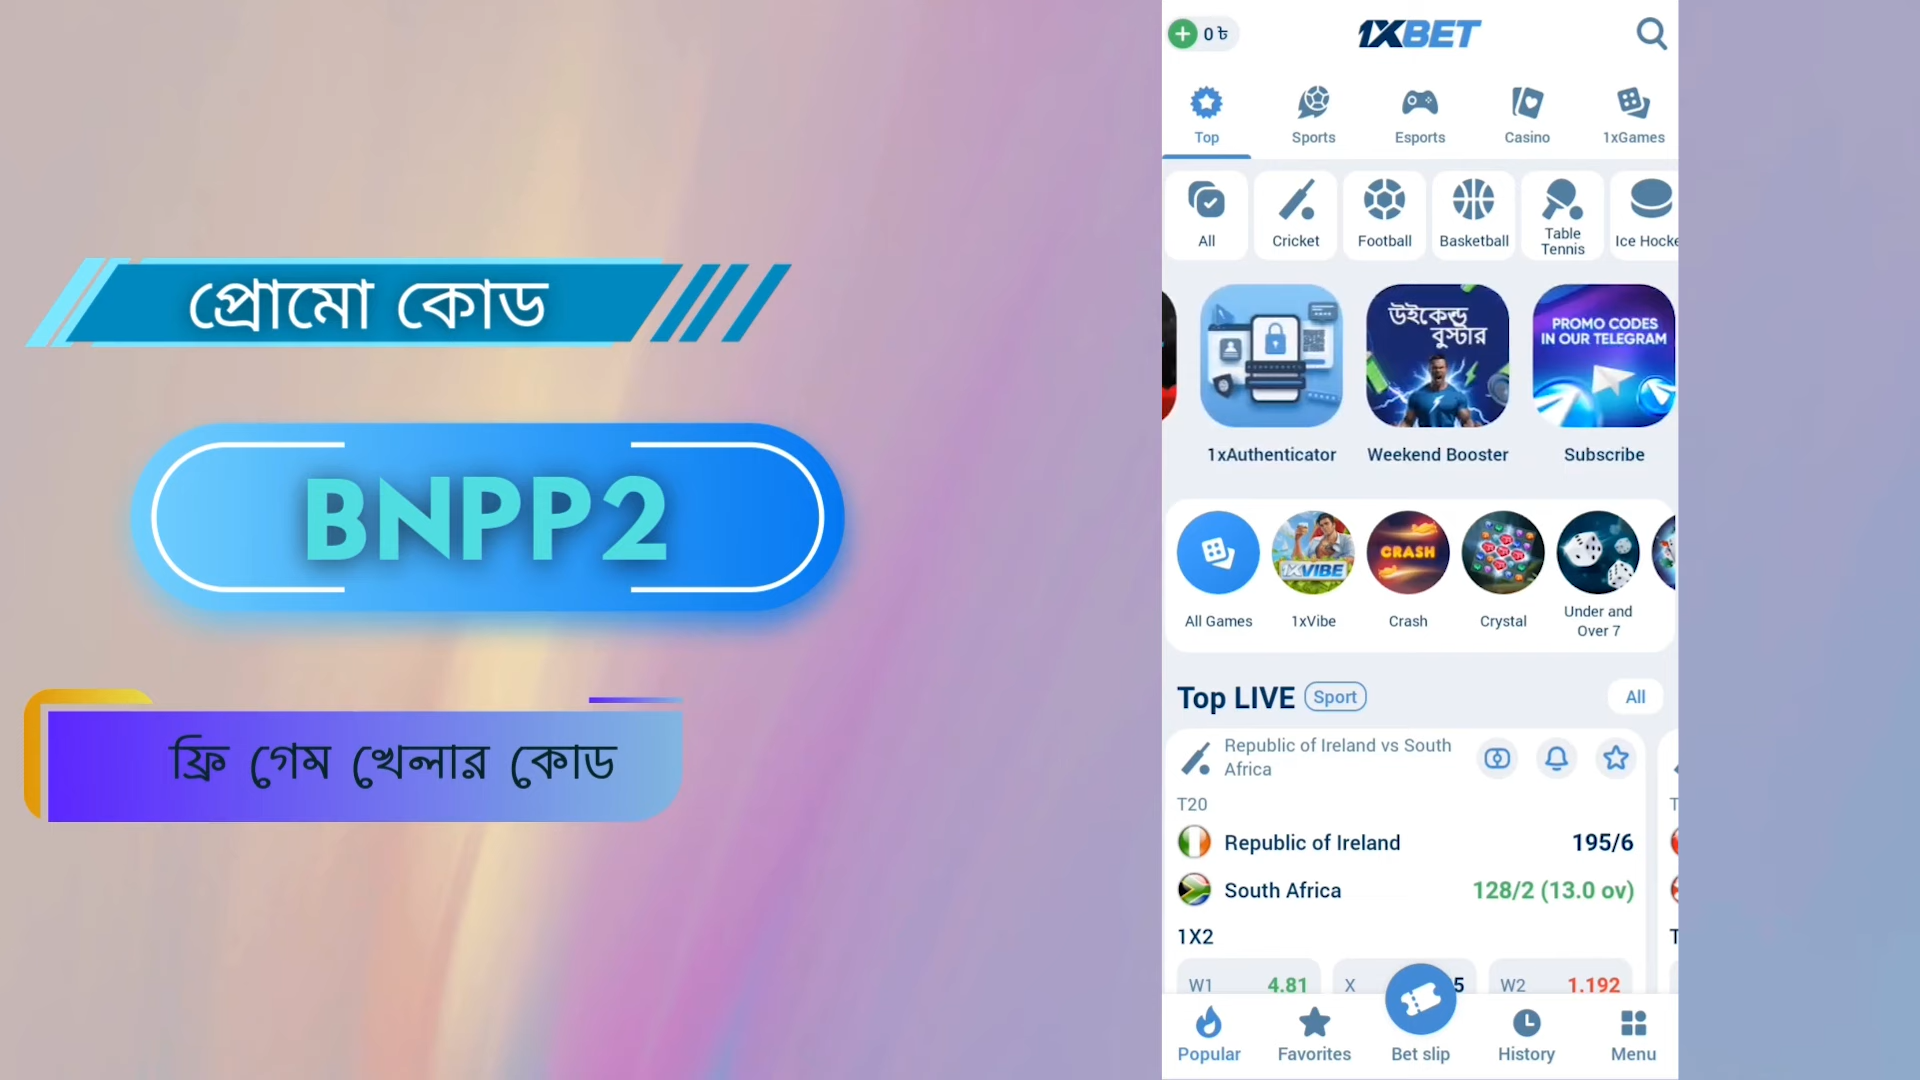 প্রোমো কোড
BNPP2
ফ্রি গেম খেলার কোড
0 ৳
1XBET
Top
Sports
Esports
Casino
1xGames
All
Cricket
Football
Basketball
Table
Tennis
Ice Hocke
উইকেন্ড
বুস্টার
PROMO CODES
IN OUR TELEGRAM
1xAuthenticator
Weekend Booster
Subscribe
1XVIBE
CRASH
All Games
1xVibe
Crash
Crystal
Under and
Over 7
Top LIVE
Sport
All
Republic of Ireland vs South
Africa
T20
Republic of Ireland
195/6
South Africa
128/2 (13.0 ov)
1X2
W1 4.81
X 5
W2 1.192
Popular
Favorites
Bet slip
History
Menu